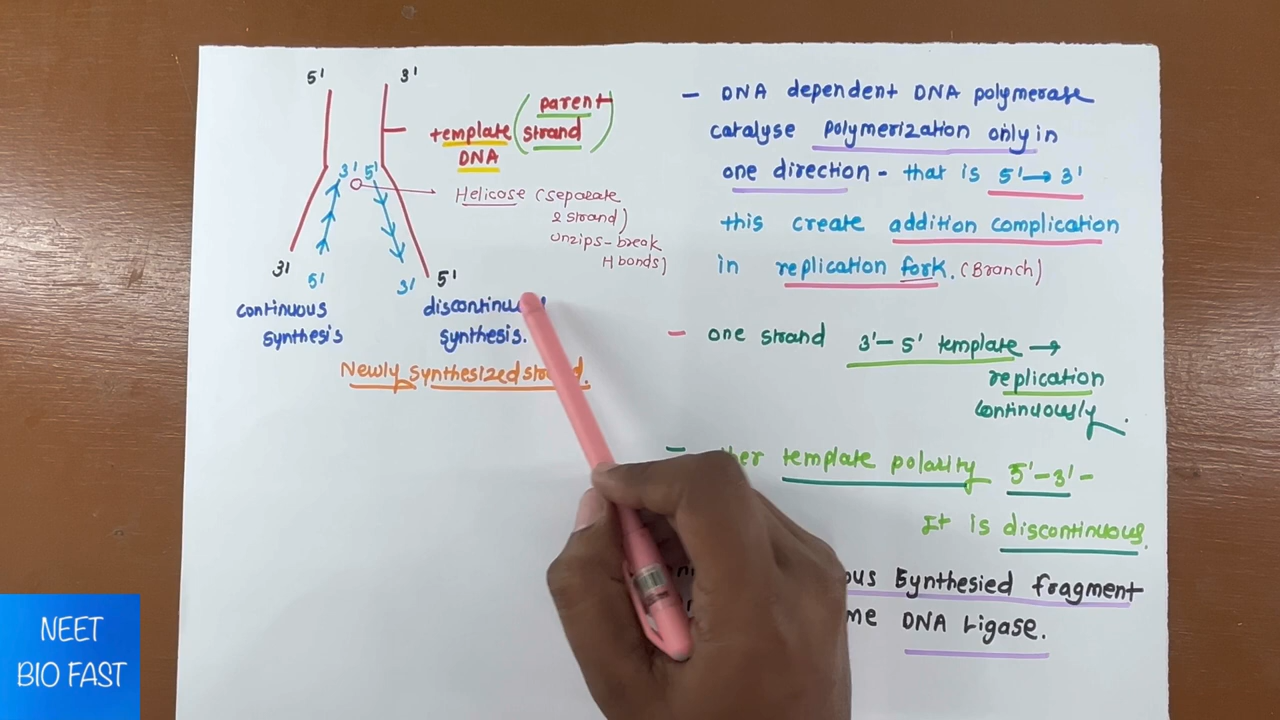 5' 3'
template (parent
strand)
DNA
3' 5'
Helicase (separate
2 strand)
unzips-break
H bonds)
3' 5' 3' 5'
continuous
synthesis
synthesis.
Newly synthesized
- DNA dependent DNA polymerase
catalyse polymerization only in
one direction - that is 5'→3'
this create addition complication
in replication fork. (Branch)
- one strand 3'-5' template →
replication
continuously.
- template polarity 5'-3'-
It is discontinuous.
Synthesied fragment
DNA Ligase.
NEET
BIO FAST